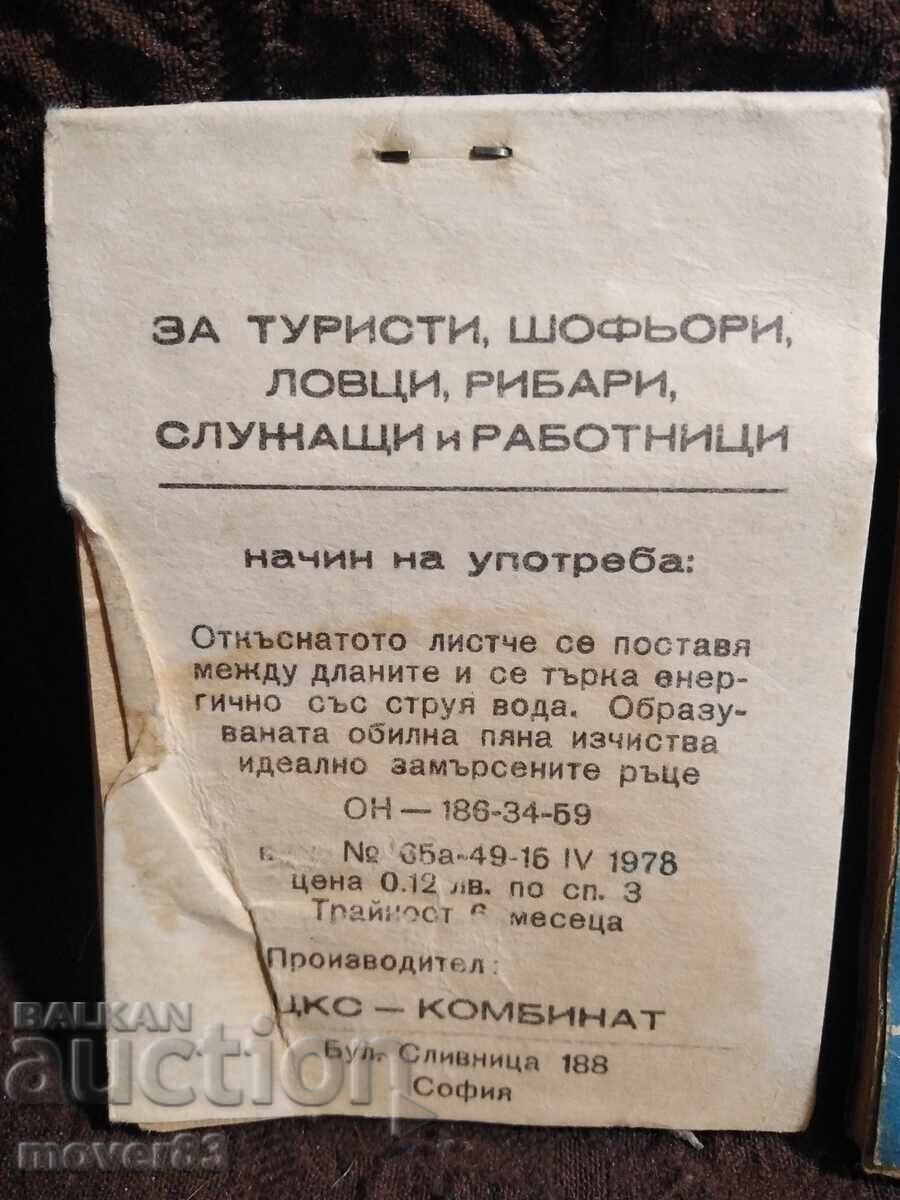 ЗА ТУРИСТИ, ШОФЬОРИ,
ЛОВЦИ, РИБАРИ,
СЛУЖАЩИ и РАБОТНИЦИ
начин на употреба:
Откъснатото листче се поставя
между дланите и се търка енер-
гично със струя вода. Образу-
ваната обилна пяна изчиства
идеално замърсените ръце
ОН — 186-34-59
№ 65а-49-16 IV 1978
цена 0.12 лв. по сп. 3
Трайност 6 месеца
Производител:
ЦКС — КОМБИНАТ
Бул. Сливница 188
София
BALKAN
auction
mover83